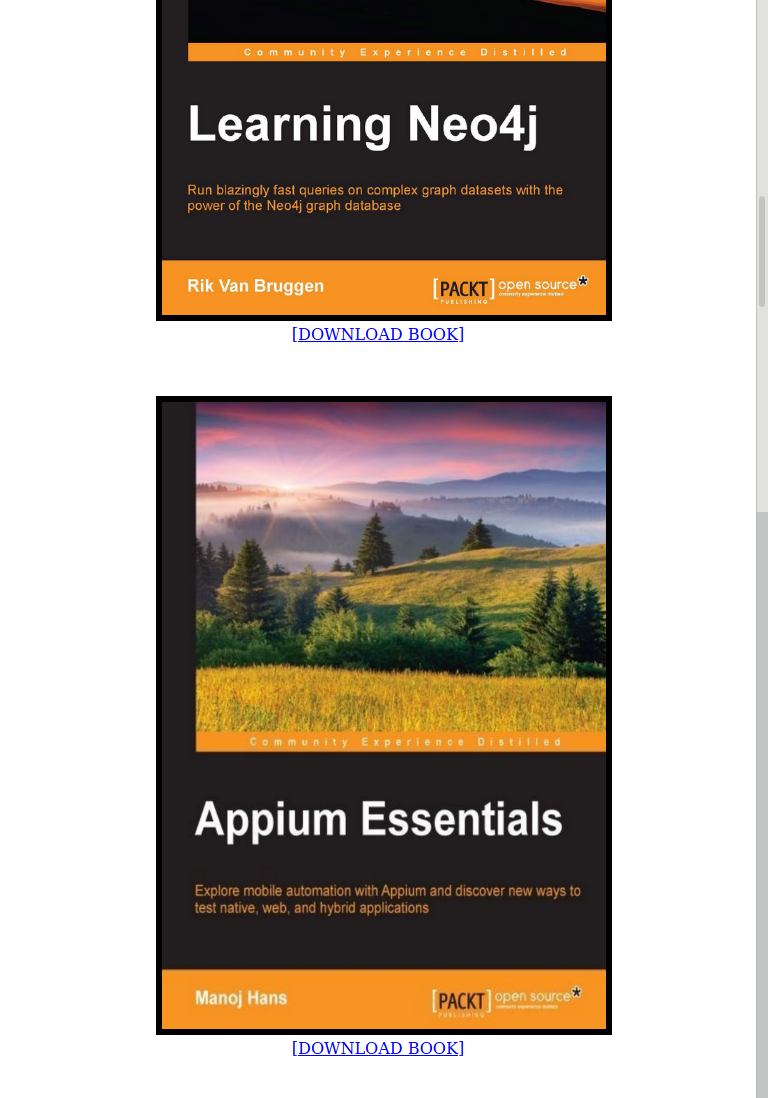 Community Experience Distilled
Learning Neo4j
Run blazingly fast queries on complex graph datasets with the
power of the Neo4j graph database
Rik Van Bruggen
[PACKT] open source*
PUBLISHING community experience distilled
[DOWNLOAD BOOK]
Community Experience Distilled
Appium Essentials
Explore mobile automation with Appium and discover new ways to
test native, web, and hybrid applications
Manoj Hans
[PACKT] open source*
PUBLISHING community experience distilled
[DOWNLOAD BOOK]